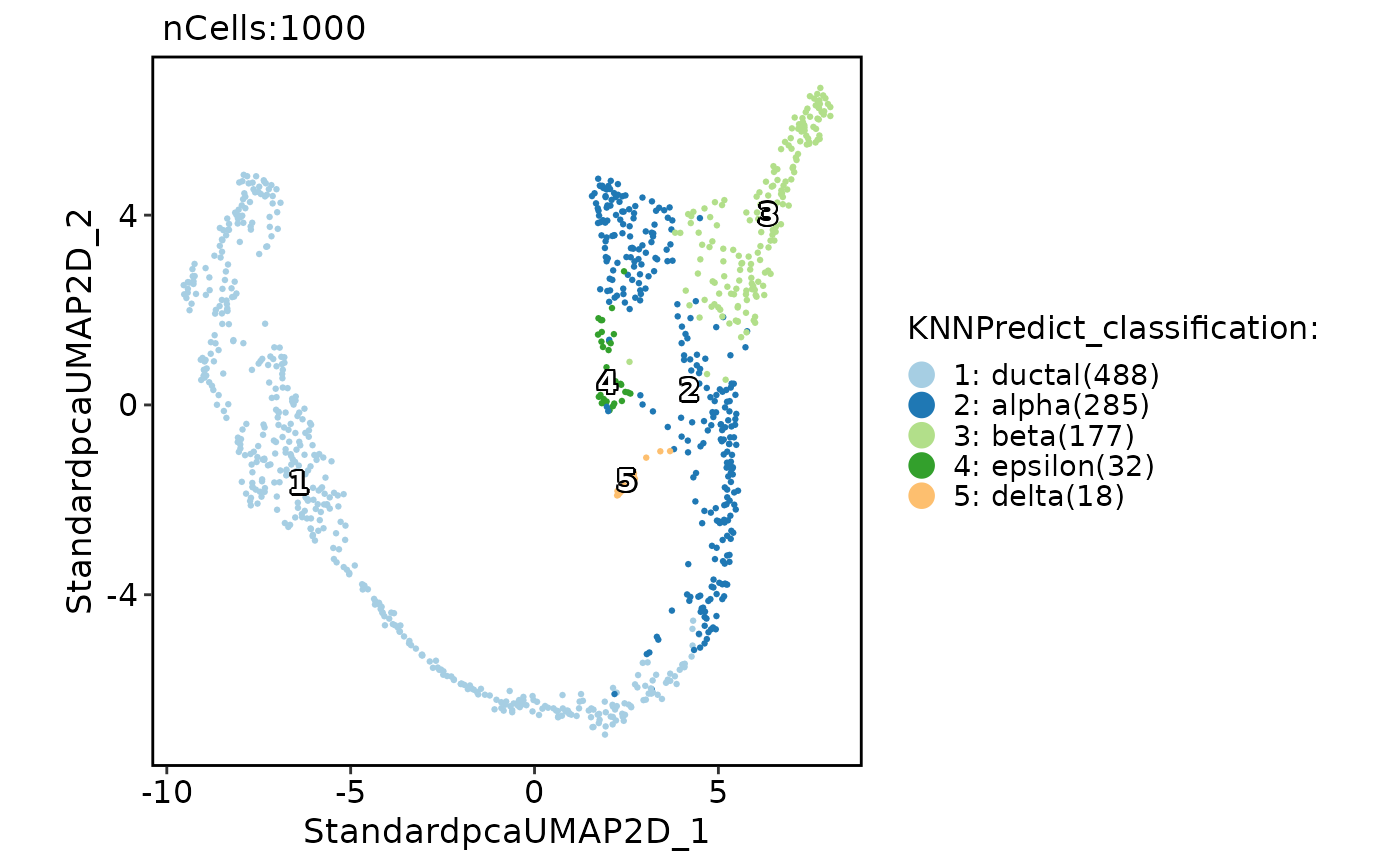 nCells:1000
StandardpcaUMAP2D_2
4
0
-4
3
4
2
5
1
-10
-5
0
5
StandardpcaUMAP2D_1
KNNPredict_classification:
1: ductal(488)
2: alpha(285)
3: beta(177)
4: epsilon(32)
5: delta(18)